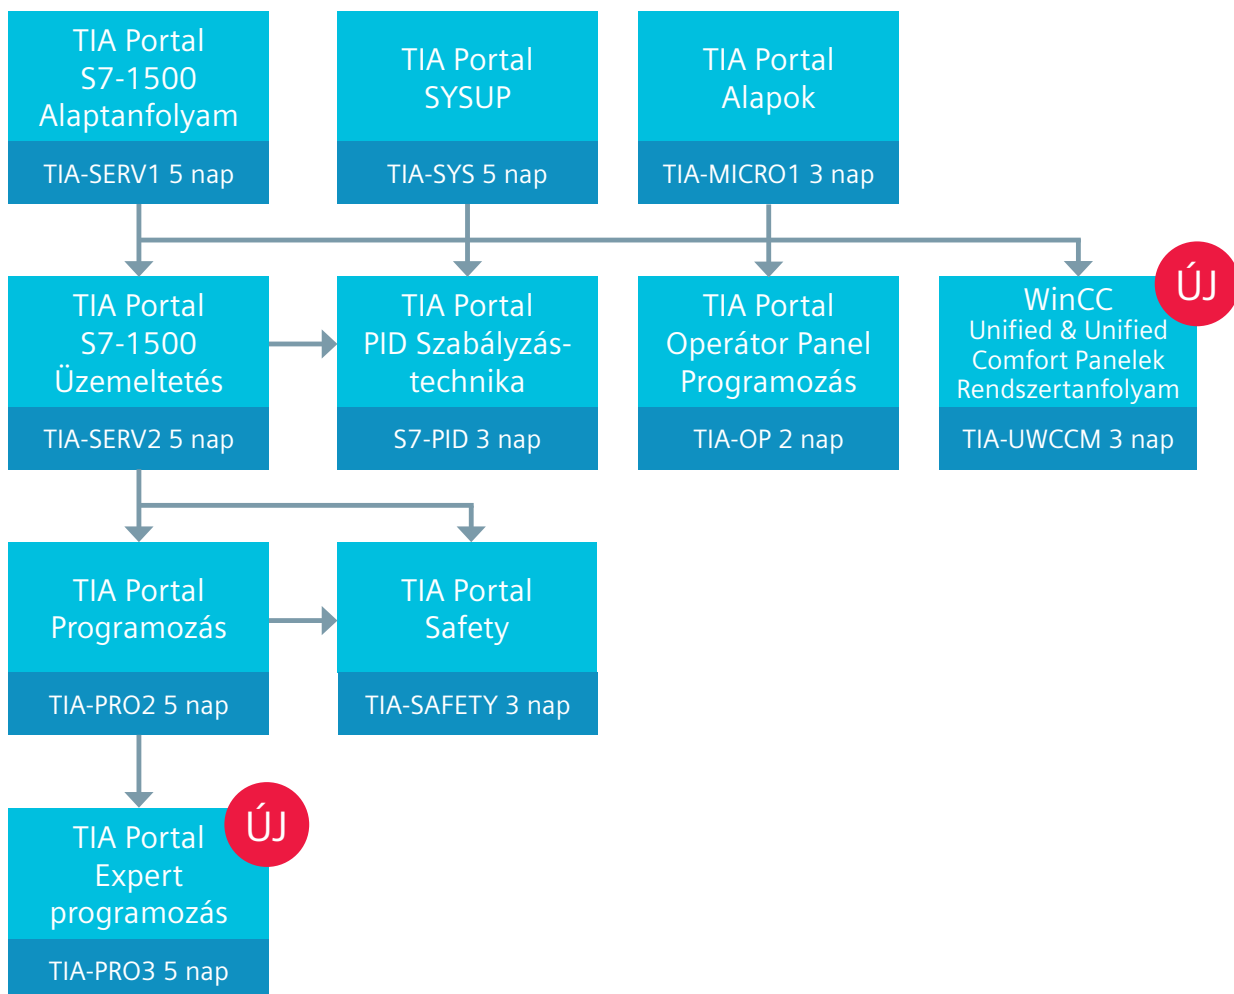 TIA Portal
S7-1500
Alaptanfolyam
TIA-SERV1 5 nap
TIA Portal
SYSUP
TIA-SYS 5 nap
TIA Portal
Alapok
TIA-MICRO1 3 nap
TIA Portal
S7-1500
Üzemeltetés
TIA-SERV2 5 nap
TIA Portal
PID Szabályzás-
technika
S7-PID 3 nap
TIA Portal
Operátor Panel
Programozás
TIA-OP 2 nap
ÚJ
WinCC
Unified & Unified
Comfort Panelek
Rendszertanfolyam
TIA-UWCCM 3 nap
TIA Portal
Programozás
TIA-PRO2 5 nap
TIA Portal
Safety
TIA-SAFETY 3 nap
ÚJ
TIA Portal
Expert
programozás
TIA-PRO3 5 nap